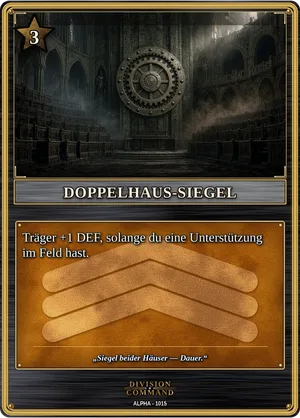 3
DOPPELHAUS-SIEGEL
Träger +1 DEF, solange du eine Unterstützung
im Feld hast.
„Siegel beider Häuser — Dauer.“
DIVISION
COMMAND
ALPHA - 1015